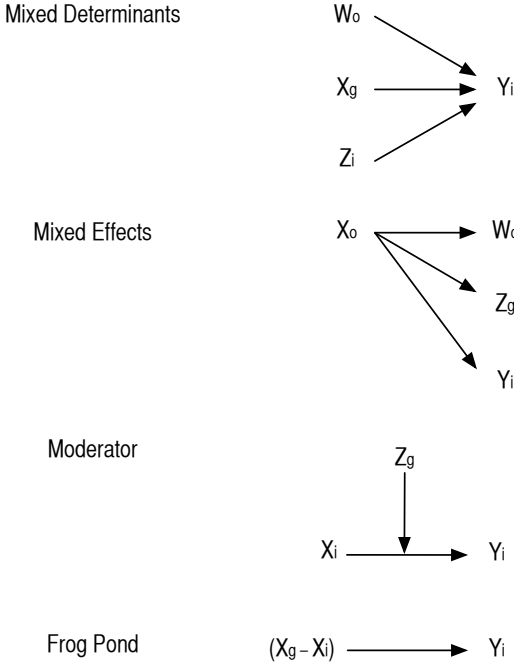 Mixed Determinants
Wo
Xg
Yi
Zi
Mixed Effects
Xo
Wo
Zg
Yi
Moderator
Zg
Xi
Yi
Frog Pond
(Xg – Xi)
Yi